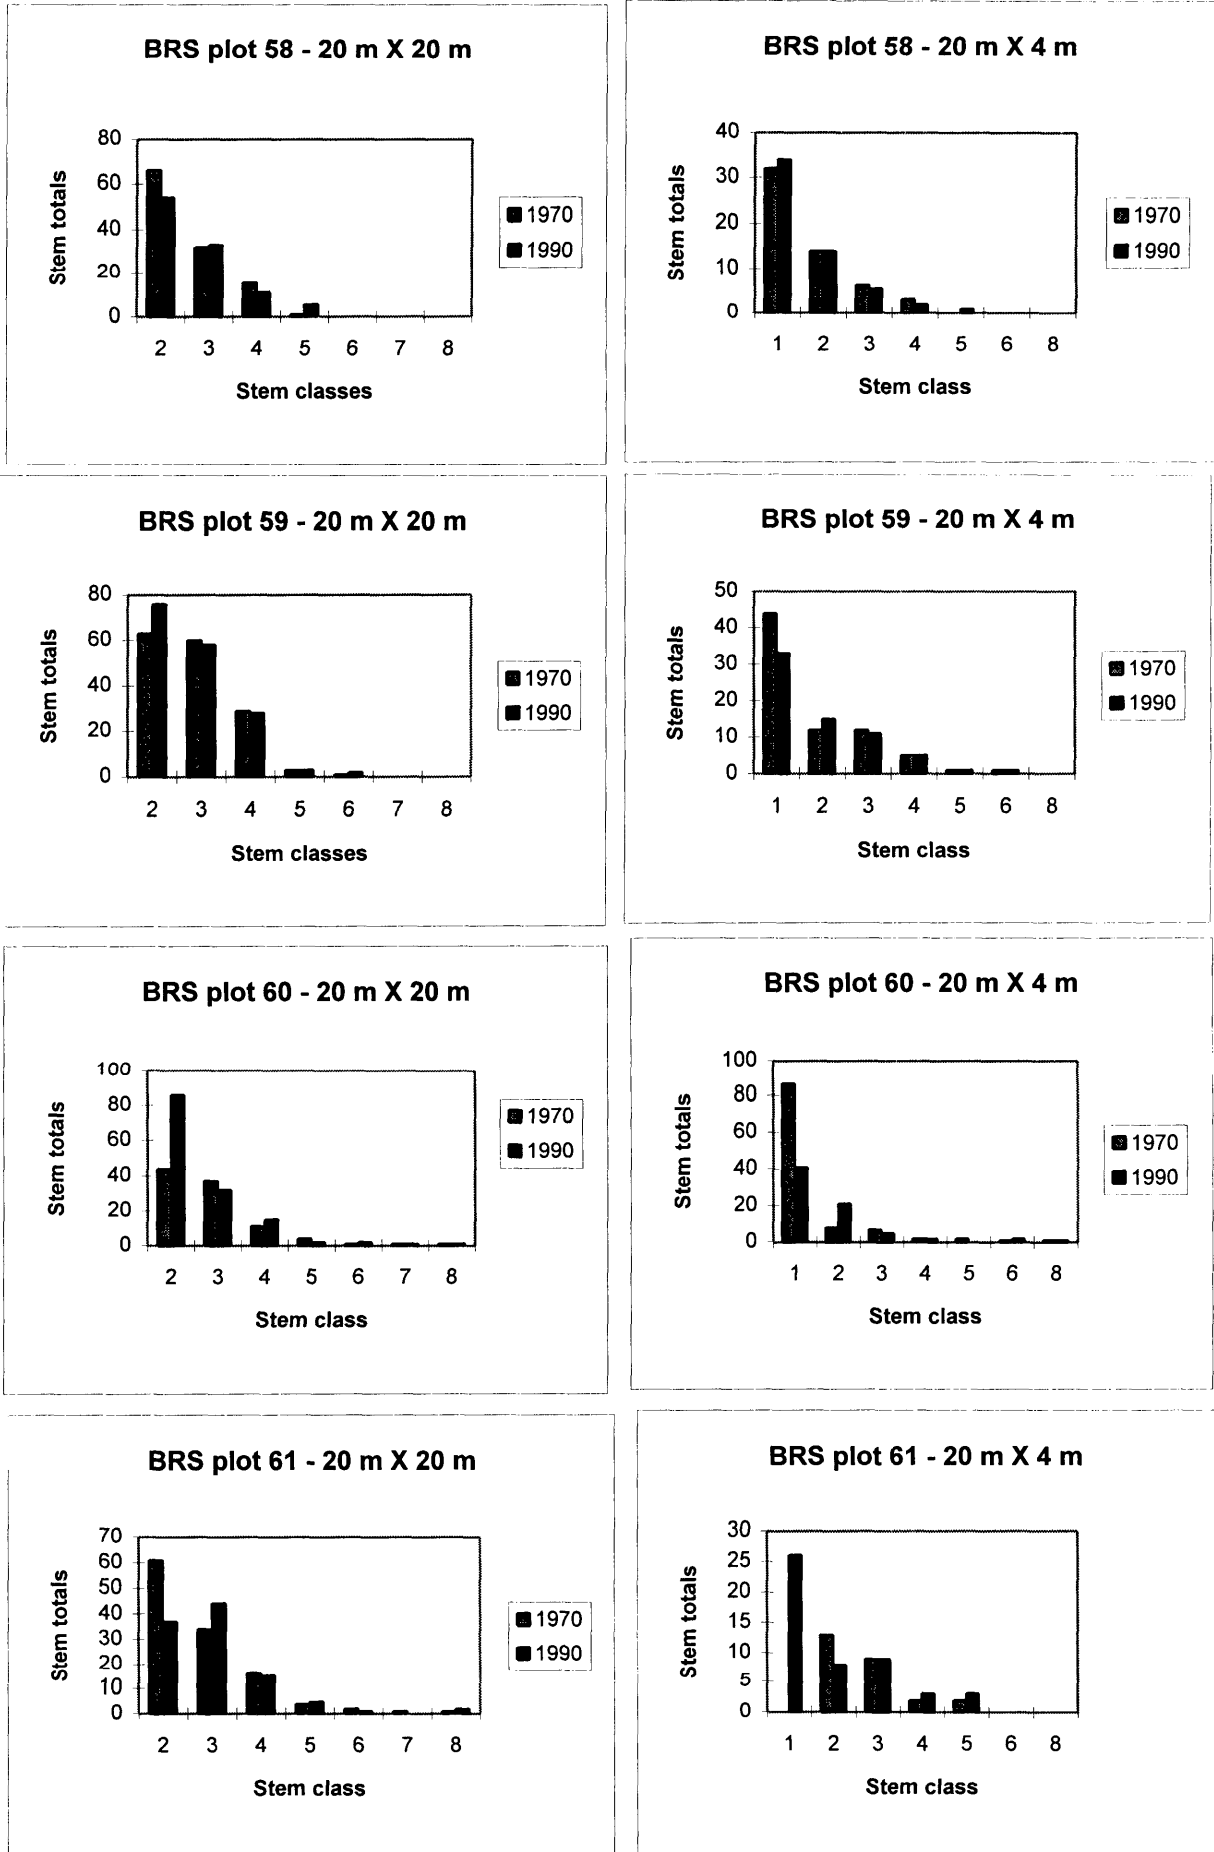 BRS plot 58 - 20 m X 20 m
80
60
40
20
0
Stem totals
2 3 4 5 6 7 8
Stem classes
1970
1990
BRS plot 58 - 20 m X 4 m
40
30
20
10
0
Stem totals
1 2 3 4 5 6 8
Stem class
1970
1990
BRS plot 59 - 20 m X 20 m
80
60
40
20
0
Stem totals
2 3 4 5 6 7 8
Stem classes
1970
1990
BRS plot 59 - 20 m X 4 m
50
40
30
20
10
0
Stem totals
1 2 3 4 5 6 8
Stem class
1970
1990
BRS plot 60 - 20 m X 20 m
100
80
60
40
20
0
Stem totals
2 3 4 5 6 7 8
Stem class
1970
1990
BRS plot 60 - 20 m X 4 m
100
80
60
40
20
0
Stem totals
1 2 3 4 5 6 8
Stem class
1970
1990
BRS plot 61 - 20 m X 20 m
70
60
50
40
30
20
10
0
Stem totals
2 3 4 5 6 7 8
Stem class
1970
1990
BRS plot 61 - 20 m X 4 m
30
25
20
15
10
5
0
Stem totals
1 2 3 4 5 6 8
Stem class